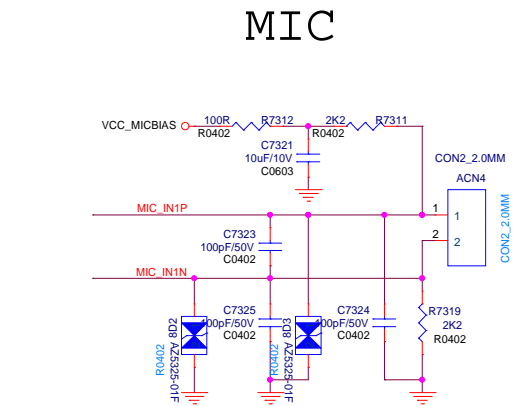 MIC
VCC_MICBIAS
100R
R7312
R0402
2K2
R7311
R0402
C7321
10uF/10V
C0603
CON2_2.0MM
ACN4
1
1
2
2
CON2_2.0MM
MIC_IN1P
C7323
100pF/50V
C0402
MIC_IN1N
8D2
AZ5325-01F
R0402
C7325
100pF/50V
C0402
8D3
AZ5325-01F
R0402
C7324
100pF/50V
C0402
R7319
2K2
R0402